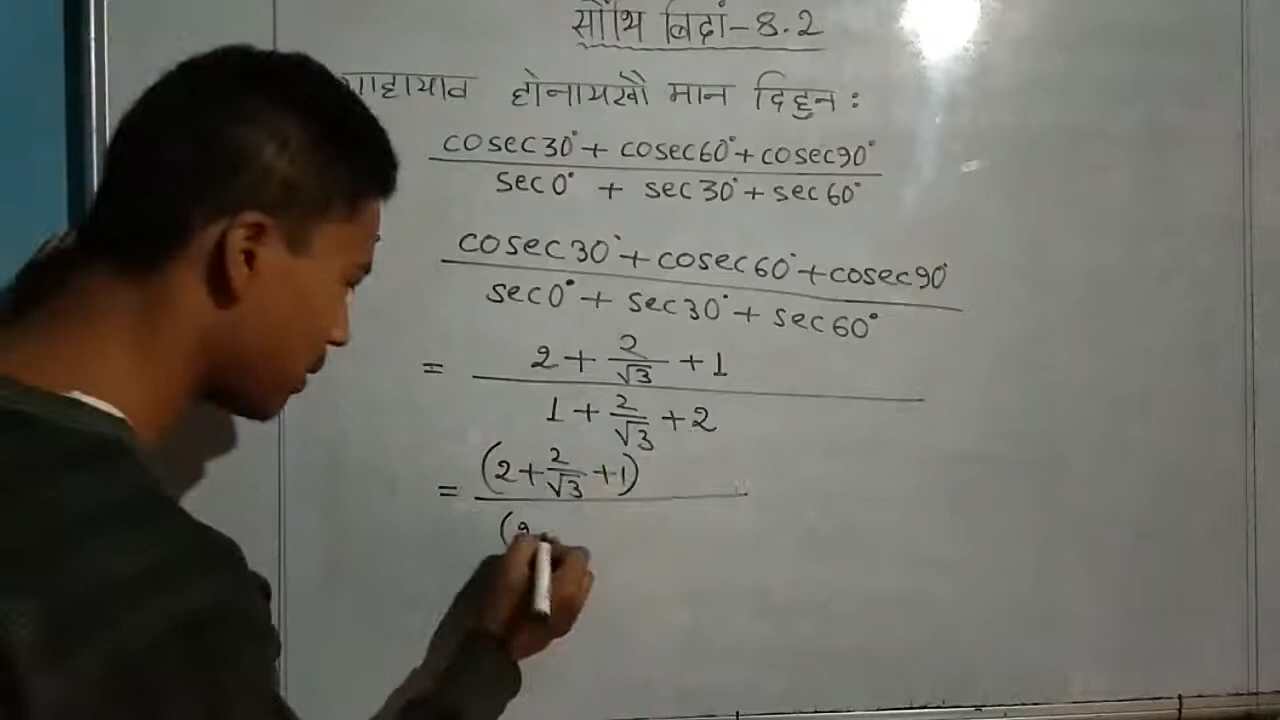 सोंथि बिदां-8.2
होनायखौ मान दिहुन :
cosec30° + cosec60° + cosec90°
sec0° + sec30° + sec60°
cosec30° + cosec60° + cosec90°
sec0° + sec30° + sec60°
= 2 + 2/√3 + 1
1 + 2/√3 + 2
= (2 + 2/√3 + 1)
(2